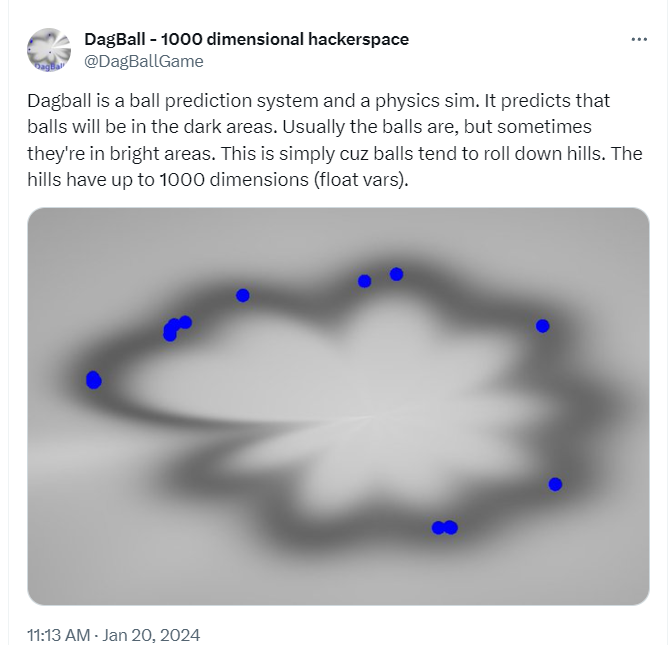 DagBall - 1000 dimensional hackerspace
@DagBallGame
Dagball is a ball prediction system and a physics sim. It predicts that
balls will be in the dark areas. Usually the balls are, but sometimes
they're in bright areas. This is simply cuz balls tend to roll down hills. The
hills have up to 1000 dimensions (float vars).
11:13 AM · Jan 20, 2024